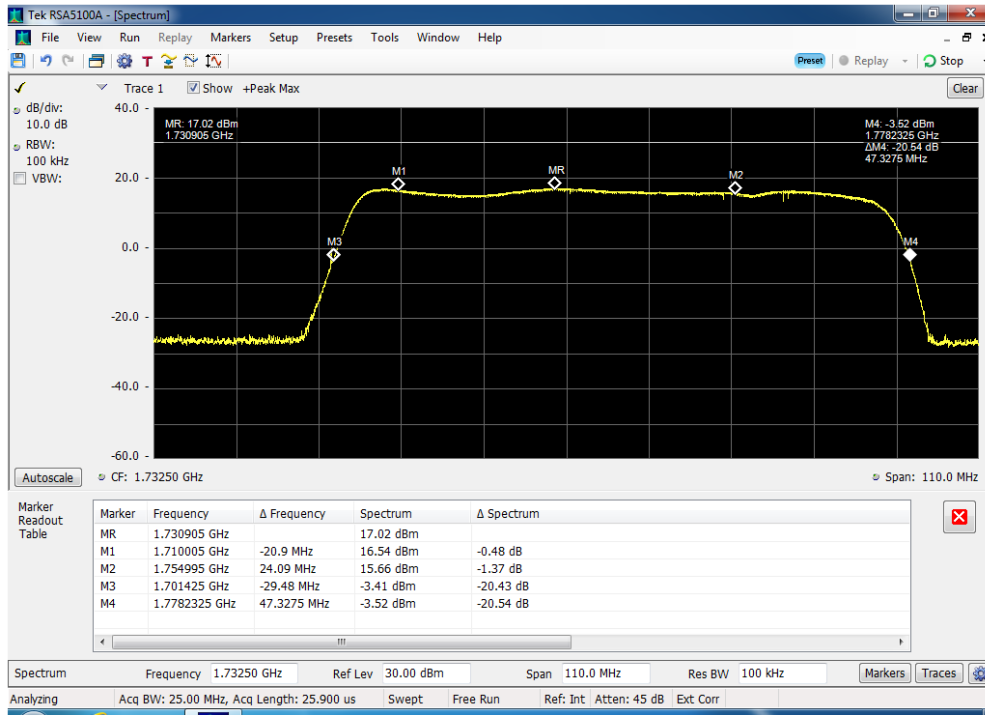 Tek RSA5100A - [Spectrum]
File View Run Replay Markers Setup Presets Tools Window Help
T Preset Replay Stop
Trace 1 Show +Peak Max Clear
dB/div:
10.0 dB
RBW:
100 kHz
VBW:
40.0
20.0
0.0
-20.0
-40.0
-60.0
MR: 17.02 dBm
1.730905 GHz
M4: -3.52 dBm
1.7782325 GHz
ΔM4: -20.54 dB
47.3275 MHz
M1
MR
M2
M3
M4
Autoscale CF: 1.73250 GHz Span: 110.0 MHz
Marker
Readout
Table
Marker Frequency Δ Frequency Spectrum Δ Spectrum
MR 1.730905 GHz 17.02 dBm
M1 1.710005 GHz -20.9 MHz 16.54 dBm -0.48 dB
M2 1.754995 GHz 24.09 MHz 15.66 dBm -1.37 dB
M3 1.701425 GHz -29.48 MHz -3.41 dBm -20.43 dB
M4 1.7782325 GHz 47.3275 MHz -3.52 dBm -20.54 dB
Spectrum Frequency 1.73250 GHz Ref Lev 30.00 dBm Span 110.0 MHz Res BW 100 kHz Markers Traces
Analyzing Acq BW: 25.00 MHz, Acq Length: 25.900 us Swept Free Run Ref: Int Atten: 45 dB Ext Corr